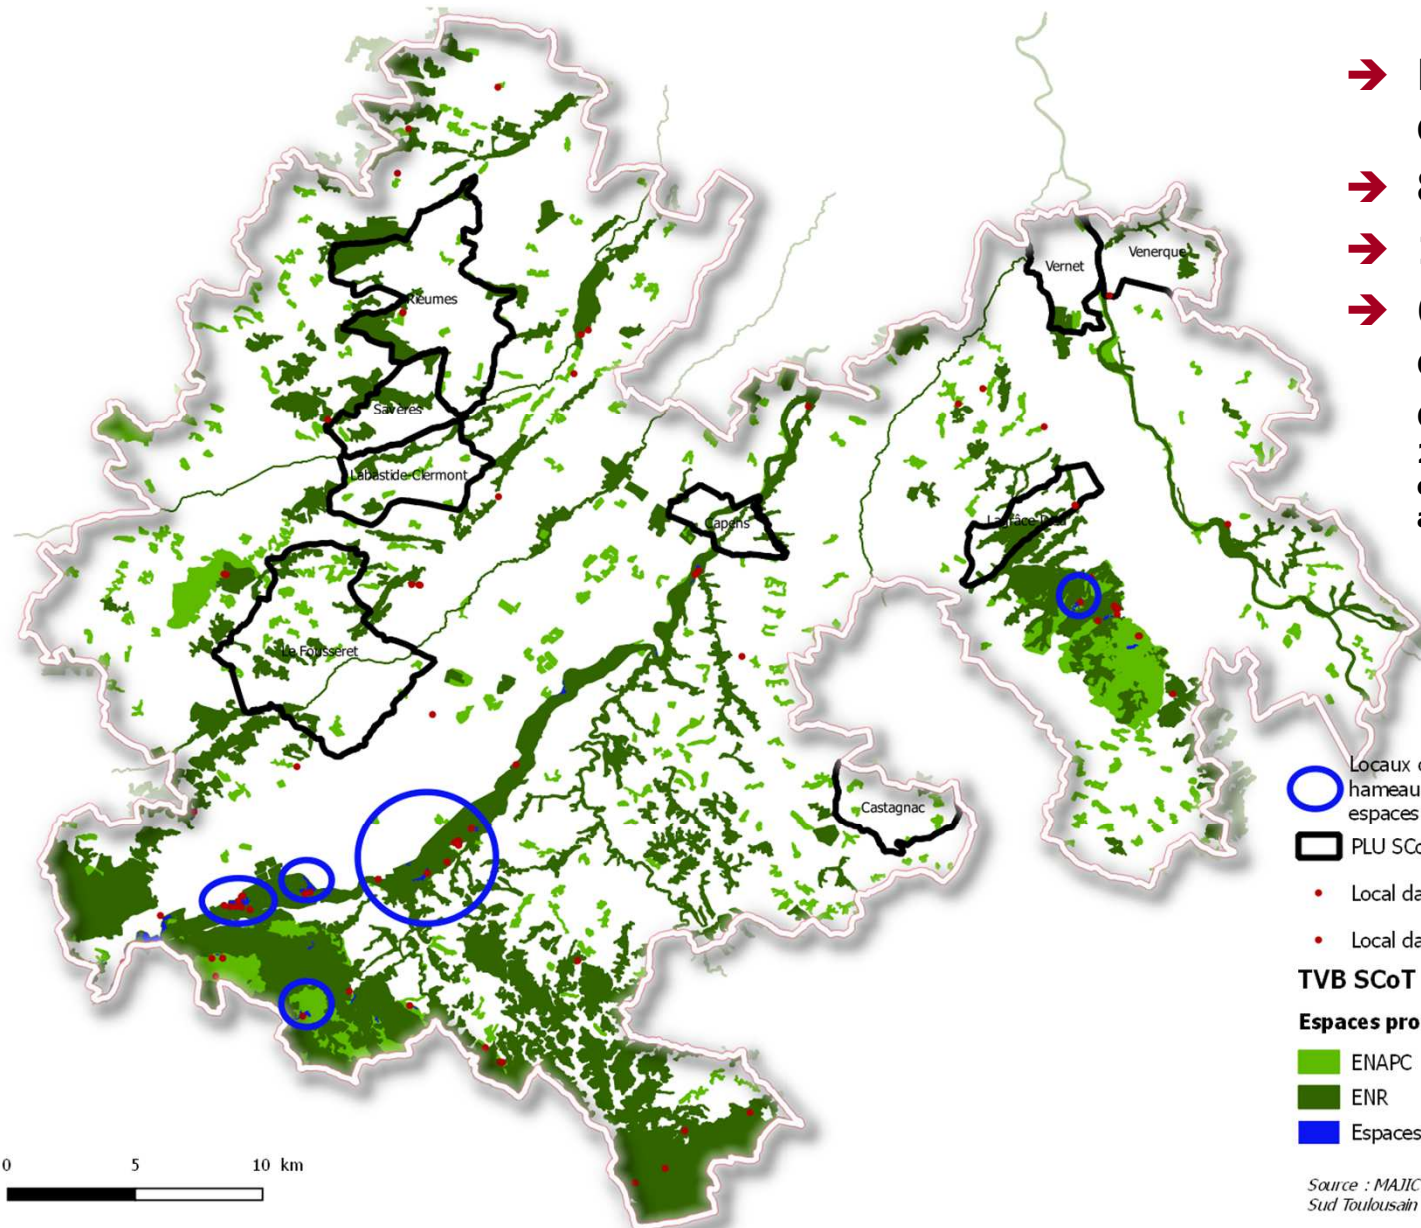 Rieumes
Savères
Labastide-Clermont
Le Fousseret
Capens
Vernet
Venerque
Castagnac
Locaux
hameau
espaces
PLU SCo
Local da
Local da
TVB SCoT
Espaces pro
ENAPC
ENR
Espaces
0 5 10 km
Source : MAJIC
Sud Toulousain